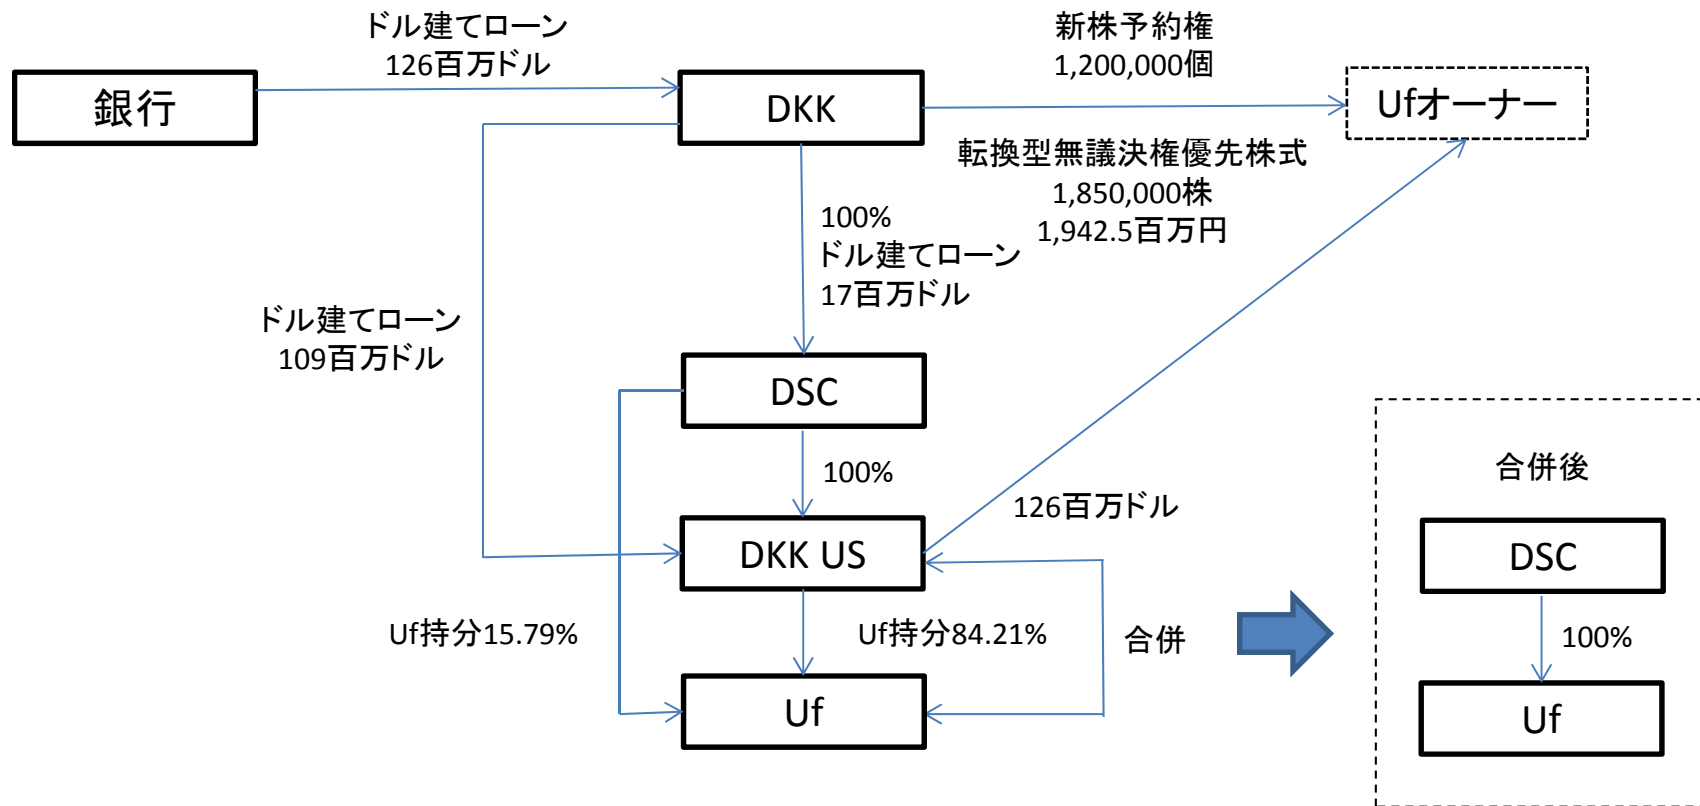 ドル建てローン
126百万ドル
新株予約権
1,200,000個
銀行
DKK
Ufオーナー
転換型無議決権優先株式
1,850,000株
1,942.5百万円
100%
ドル建てローン
17百万ドル
ドル建てローン
109百万ドル
DSC
100%
126百万ドル
DKK US
Uf持分15.79%
Uf持分84.21%
合併
Uf
合併後
DSC
100%
Uf